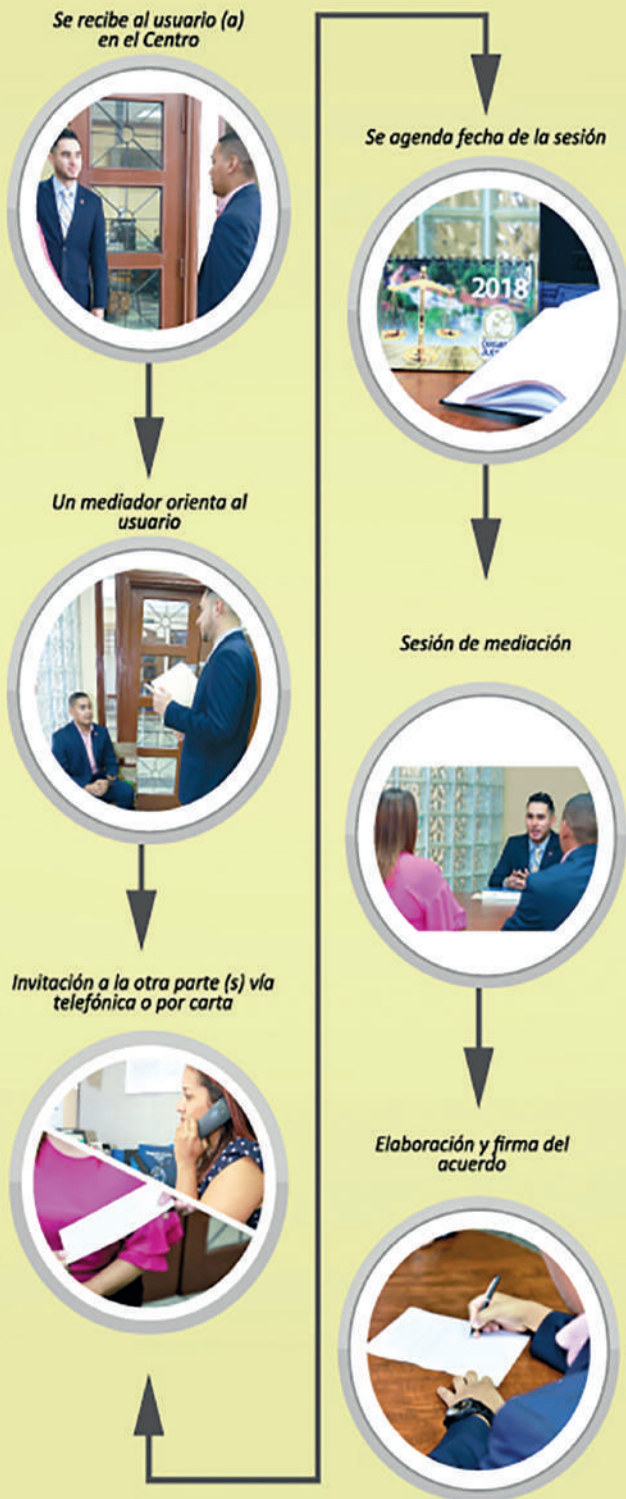 Se recibe al usuario (a)
en el Centro
Un mediador orienta al
usuario
Invitación a la otra parte (s) vía
telefónica o por carta
Se agenda fecha de la sesión
2018
Sesión de mediación
Elaboración y firma del
acuerdo